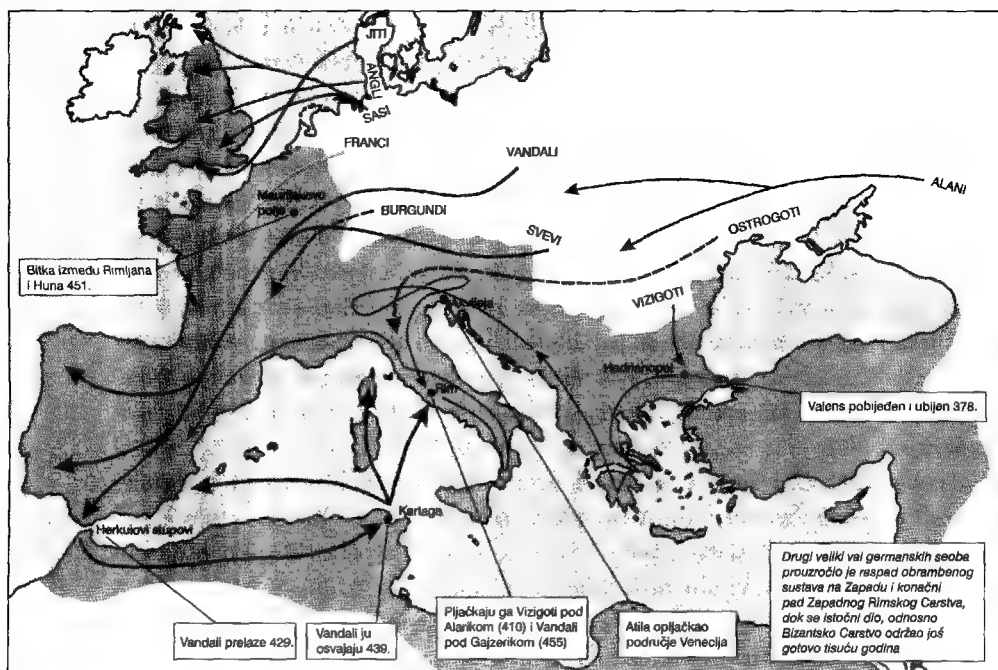 JITI
ANGLI
SASI
FRANCI
VANDALI
ALANI
BURGUNDI
OSTROGOTI
SVEVI
Bitka između Rimljana
i Huna 451.
VIZIGOTI
Hadrianopol
Rim
Valens pobijeđen i ubijen 378.
Kartaga
Herkulovi stupovi
Drugi veliki val germanskih seoba
prouzročio je raspad obrambenog
sustava na Zapadu i konačni
pad Zapadnog Rimskog Carstva,
dok se istočni dio, odnosno
Bizantsko Carstvo održao još
gotovo tisuću godina
Pljačkaju ga Vizigoti pod
Alarikom (410) i Vandali
pod Gajzerikom (455)
Atila opljačkao
područje Venecija
Vandali prelaze 429.
Vandali ju
osvajaju 439.